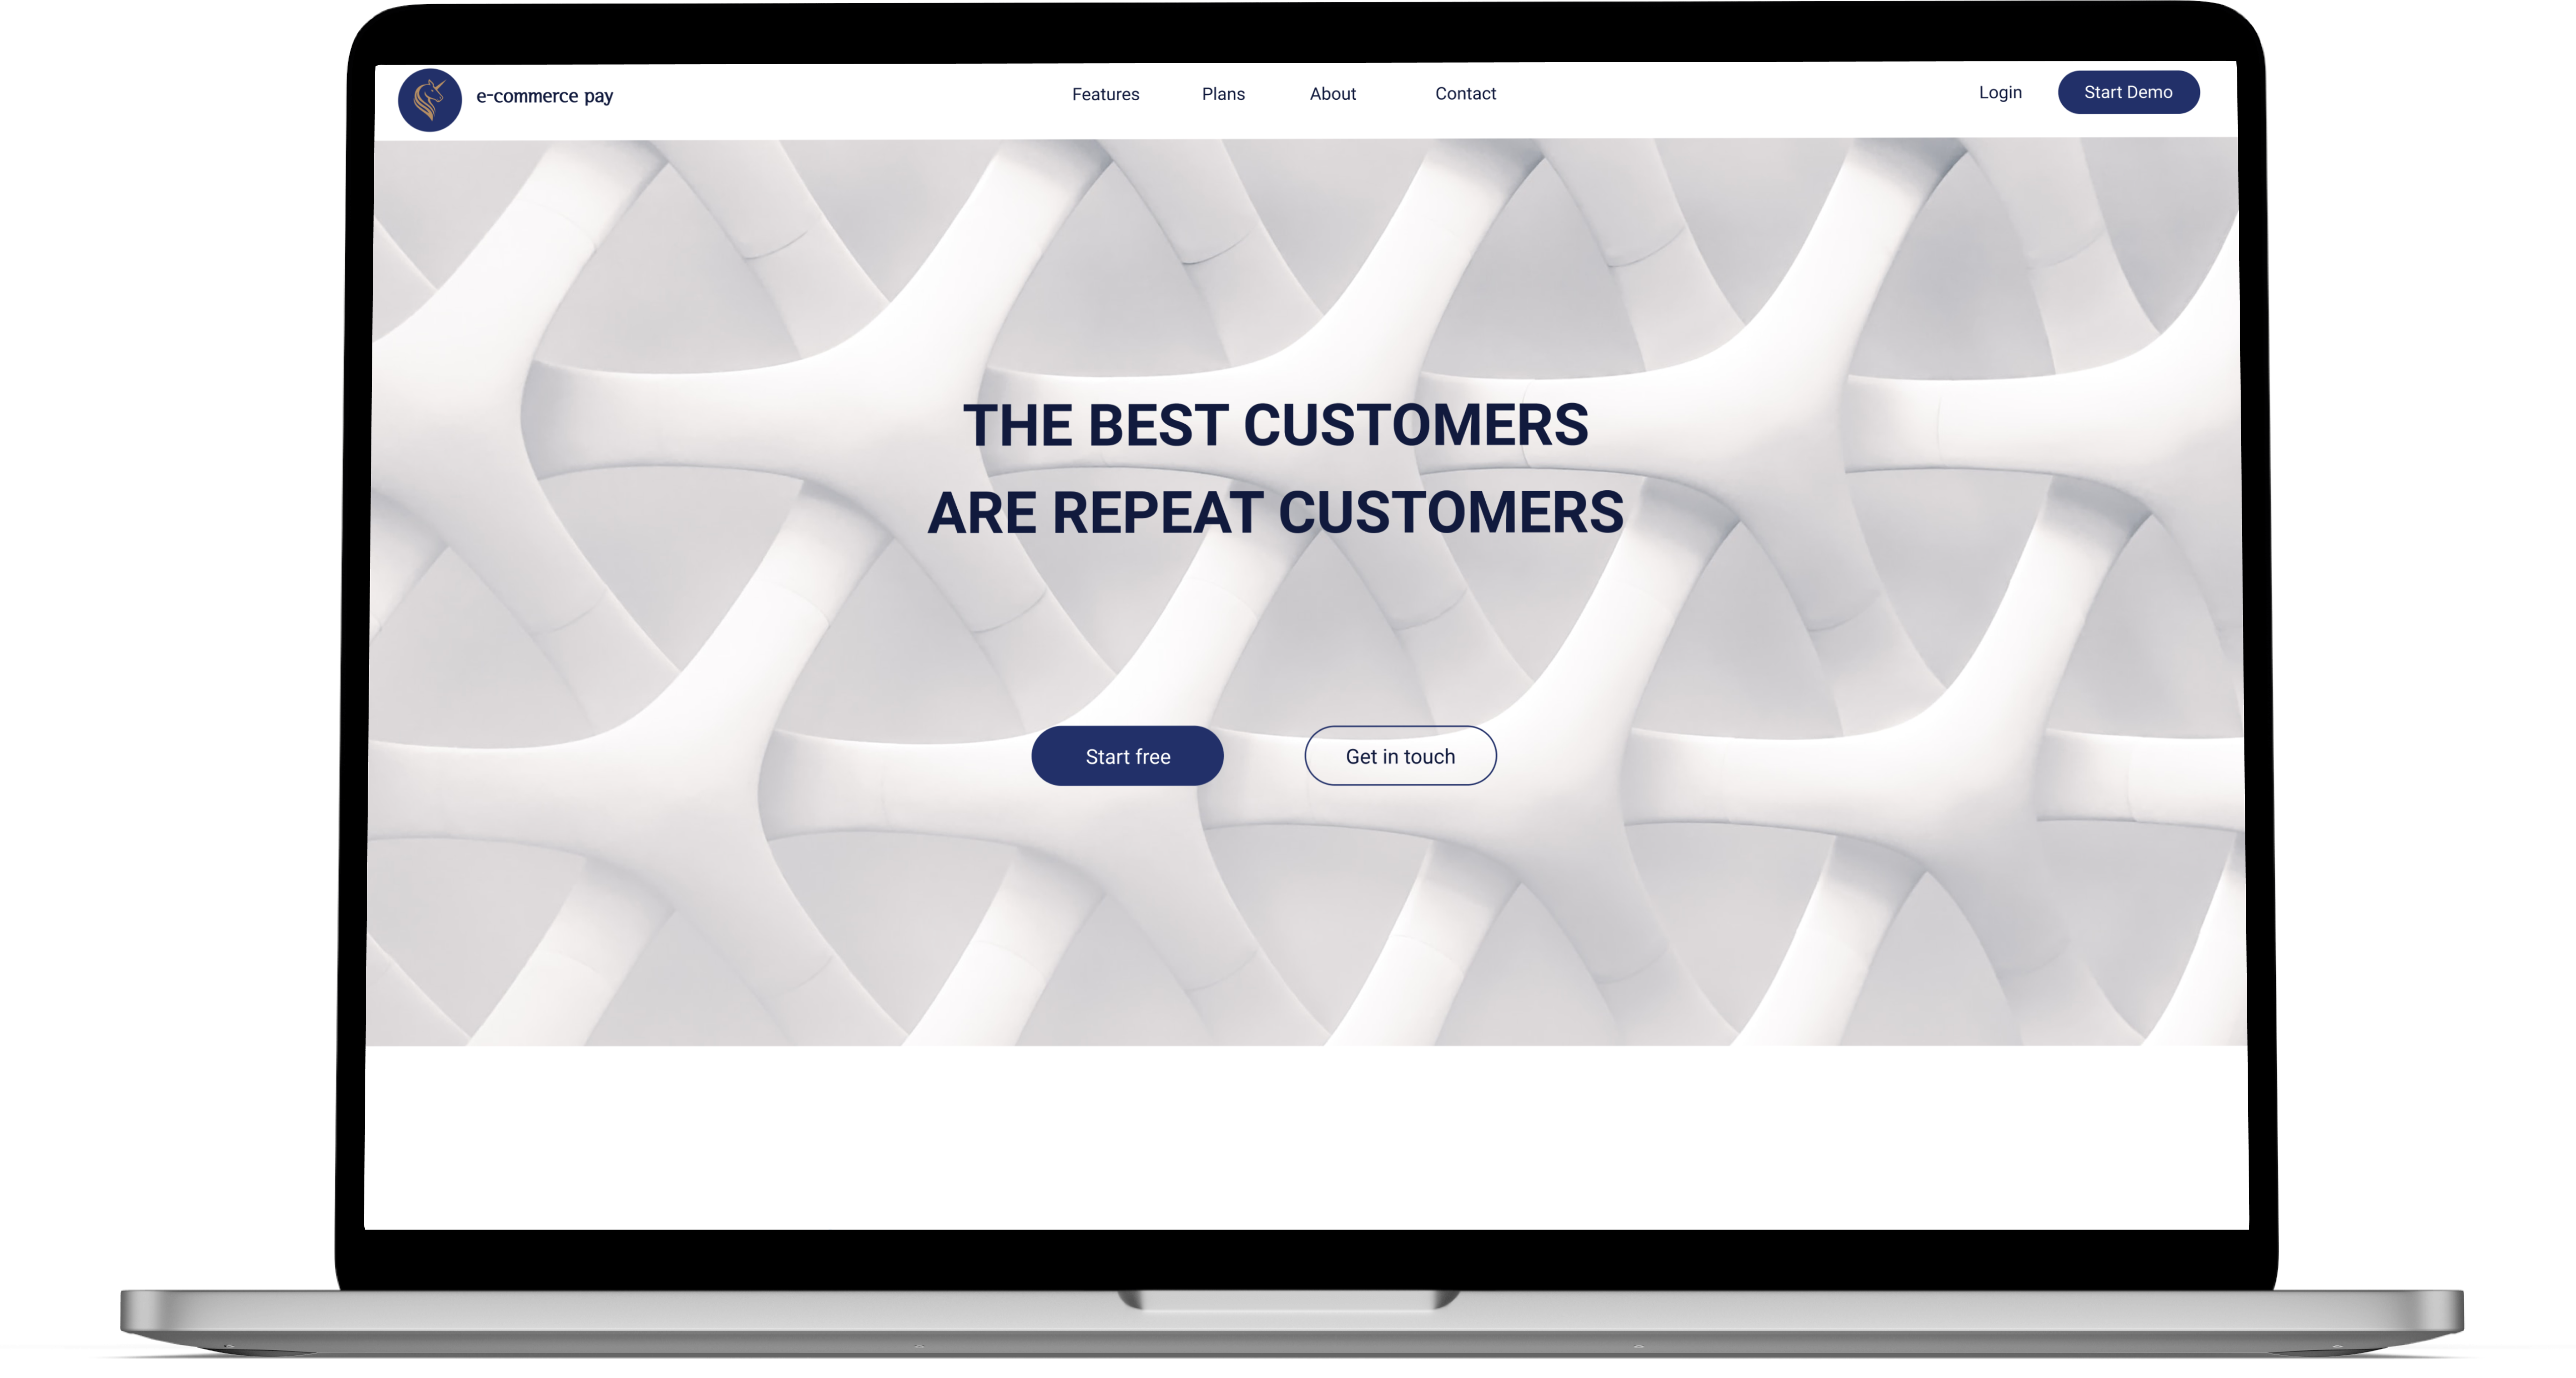 e-commerce pay
Features Plans About Contact
Login Start Demo
THE BEST CUSTOMERS
ARE REPEAT CUSTOMERS
Start free Get in touch